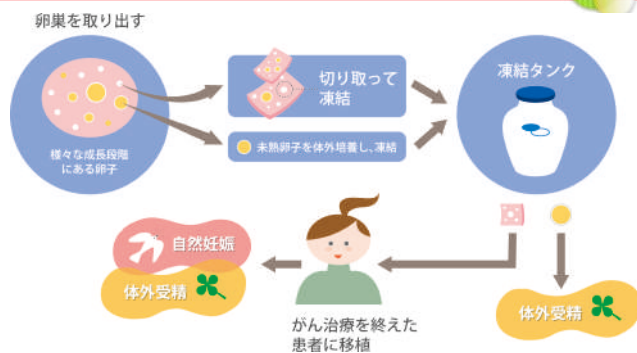 卵巣を取り出す
様々な成長段階
にある卵子
切り取って
凍結
未熟卵子を体外培養し、凍結
凍結タンク
自然妊娠
体外受精
がん治療を終えた
患者に移植
体外受精